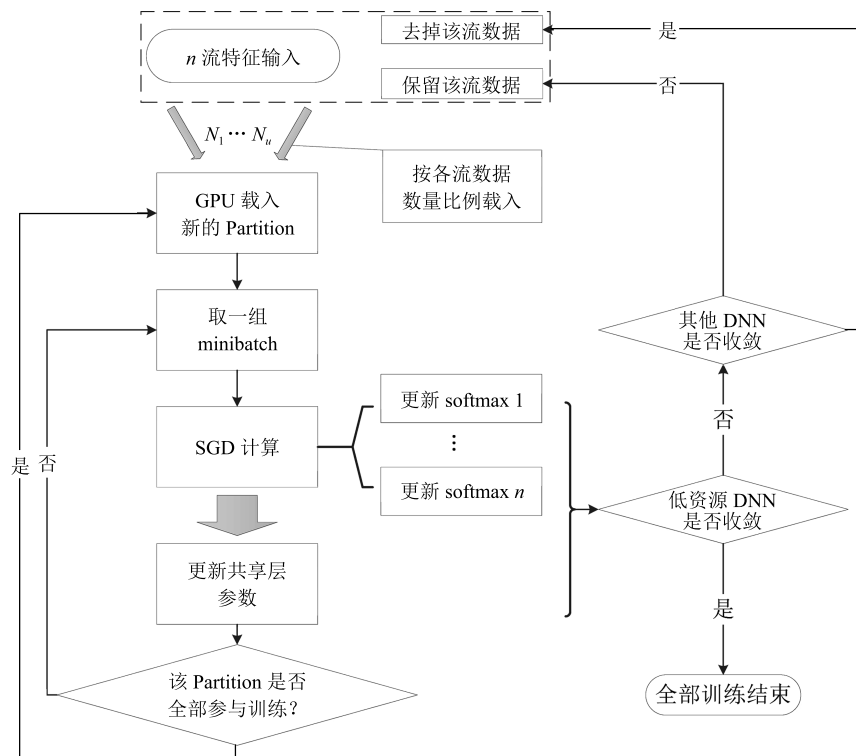 n 流特征输入
去掉该流数据
是
保留该流数据
否
N₁ ··· Nᵤ
按各流数据
数量比例载入
GPU 载入
新的 Partition
取一组
minibatch
其他 DNN
是否收敛
更新 softmax 1
⋮
更新 softmax n
SGD 计算
否
是
否
低资源 DNN
是否收敛
更新共享层
参数
是
该 Partition 是否
全部参与训练？
全部训练结束